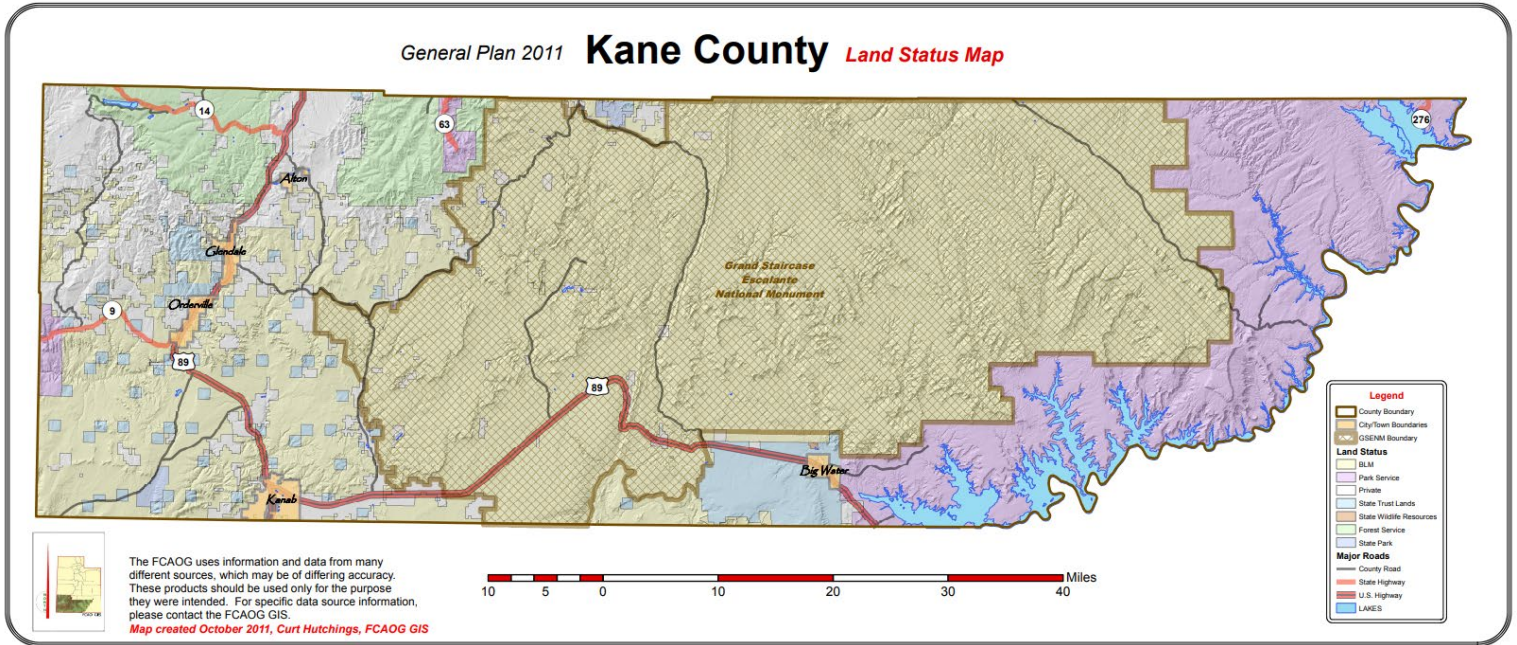 General Plan 2011 Kane County Land Status Map
14
63
276
Alton
Glendale
Orderville
9
89
Grand Staircase
Escalante
National Monument
89
Big Water
Kanab
Legend
County Boundary
City/Town Boundaries
GSENM Boundary
Land Status
BLM
Park Service
Private
State Trust Lands
State Wildlife Resources
Forest Service
State Park
Major Roads
County Road
State Highway
U.S. Highway
LAKES
The FCAOG uses information and data from many
different sources, which may be of differing accuracy.
These products should be used only for the purpose
they were intended. For specific data source information,
please contact the FCAOG GIS.
Map created October 2011, Curt Hutchings, FCAOG GIS
FCAOG GIS
10 5 0 10 20 30 40 Miles